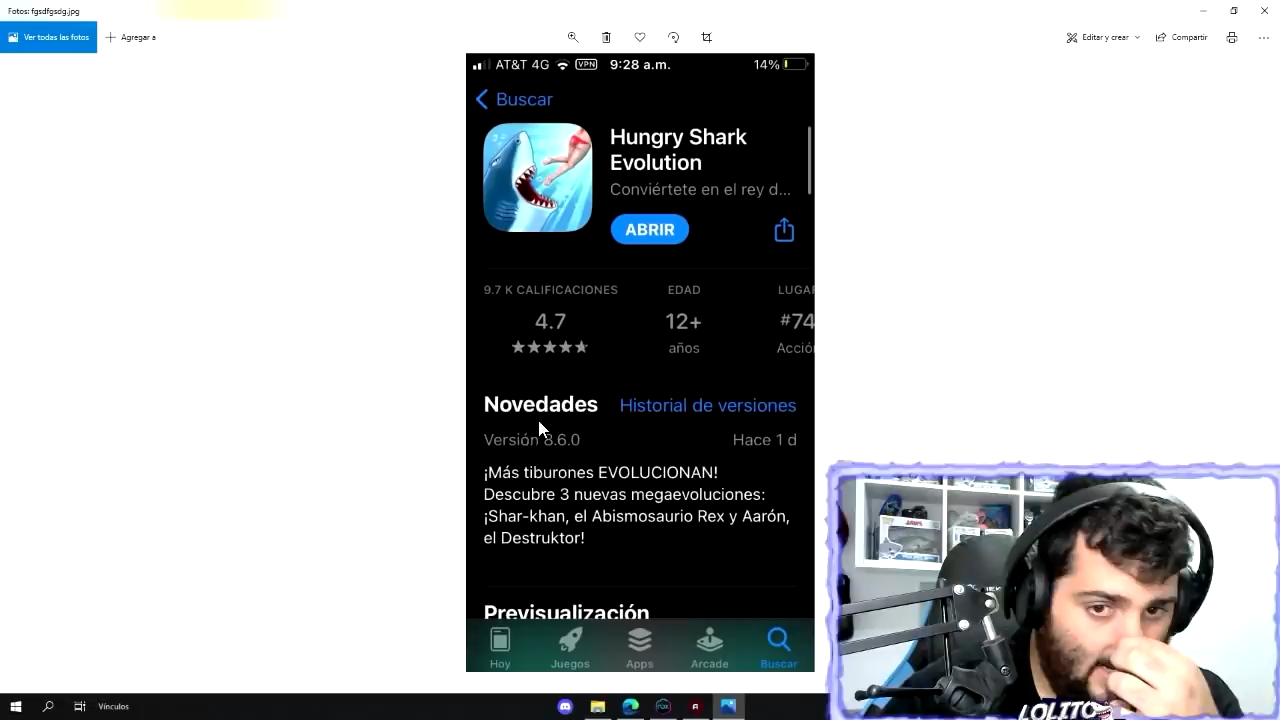 Fotos: fgsdfgsdg.jpg
Ver todas las fotos
Agregar a
Editar y crear
Compartir
AT&T 4G
VPN
9:28 a.m.
14%
Buscar
Hungry Shark
Evolution
Conviértete en el rey d...
ABRIR
9.7 K CALIFICACIONES
EDAD
LUGAR
4.7
12+
#74
años
Acción
Novedades
Historial de versiones
Versión 8.6.0
Hace 1 d
¡Más tiburones EVOLUCIONAN!
Descubre 3 nuevas megaevoluciones:
¡Shar-khan, el Abismosaurio Rex y Aarón,
el Destruktor!
Previsualización
Hoy
Juegos
Apps
Arcade
Buscar
JAWS
LOLITO
Vínculos